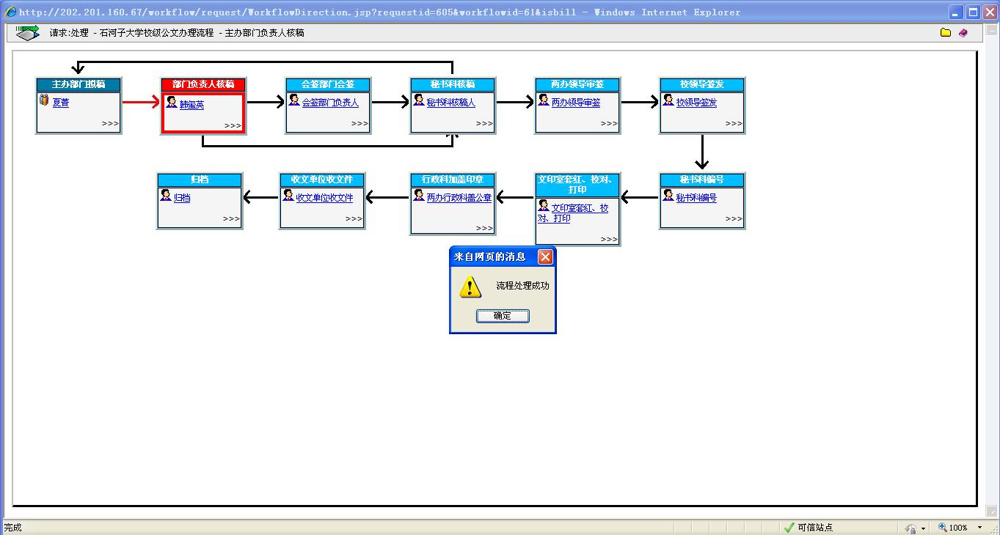 http://202.201.160.67/workflow/request/WorkflowDirection.jsp?requestid=605&workflowid=61&isbill - Windows Internet Explorer
请求:处理 - 石河子大学校级公文办理流程 - 主办部门负责人核稿
主办部门拟稿
夏普
>>>
部门负责人核稿
韩玺英
>>>
会签部门会签
会签部门负责人
>>>
秘书科核稿
秘书科核稿人
>>>
两办领导审签
两办领导审签
>>>
校领导签发
校领导签发
>>>
归档
归档
>>>
收文单位收文件
收文单位收文件
>>>
行政科加盖印章
两办行政科盖公章
>>>
文印室套红、校对、
打印
文印室套红、校
对、打印
>>>
秘书科编号
秘书科编号
>>>
来自网页的消息
流程处理成功
确定
完成
可信站点
100%